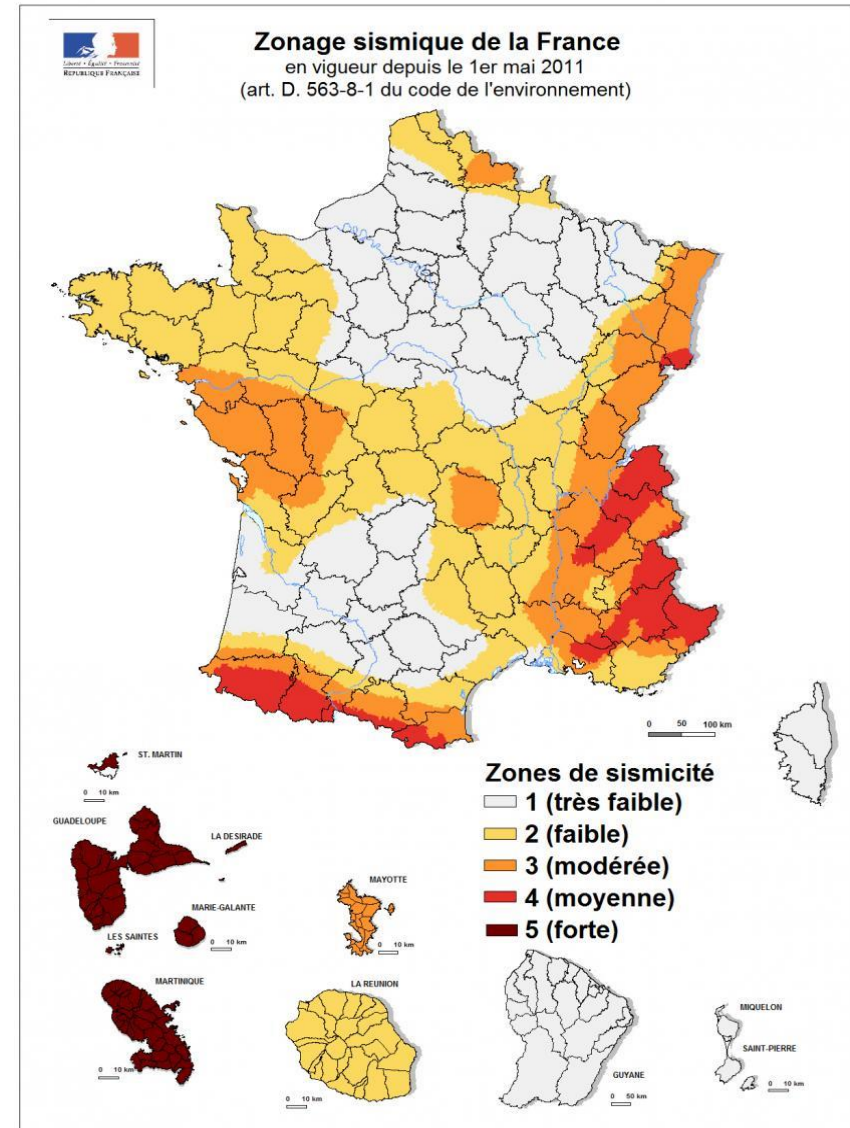 Liberté • Égalité • Fraternité
RÉPUBLIQUE FRANÇAISE
Zonage sismique de la France
en vigueur depuis le 1er mai 2011
(art. D. 563-8-1 du code de l'environnement)
0 50 100 km
ST. MARTIN
0 10 km
GUADELOUPE
LA DESIRADE
MARIE-GALANTE
0 10 km
LES SAINTES
MARTINIQUE
0 10 km
MAYOTTE
0 10 km
LA REUNION
0 10 km
Zones de sismicité
1 (très faible)
2 (faible)
3 (modérée)
4 (moyenne)
5 (forte)
GUYANE
0 50 km
MIQUELON
SAINT-PIERRE
0 10 km